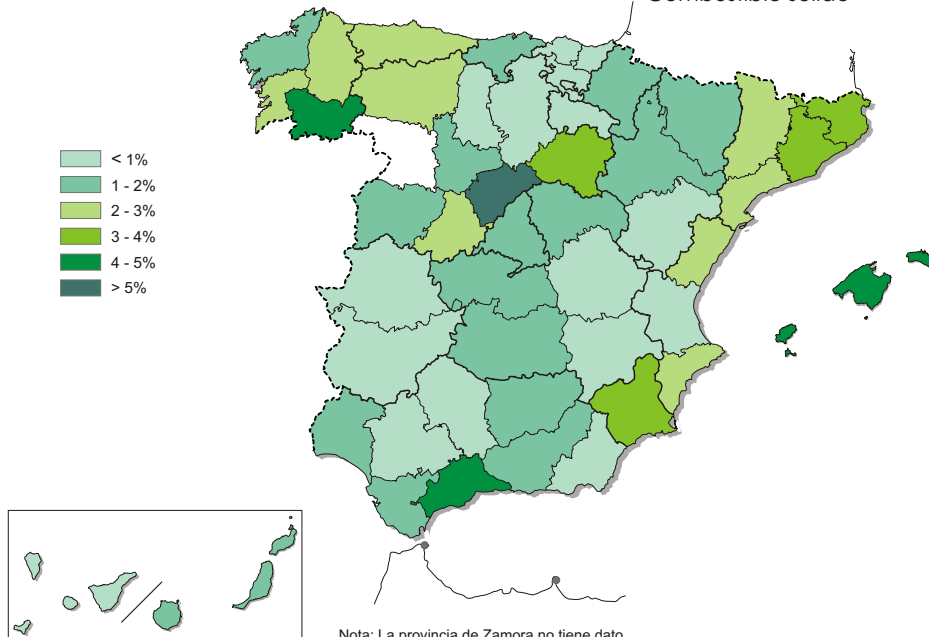 < 1%
1 - 2%
2 - 3%
3 - 4%
4 - 5%
> 5%
Nota: La provincia de Zamora no tiene dato